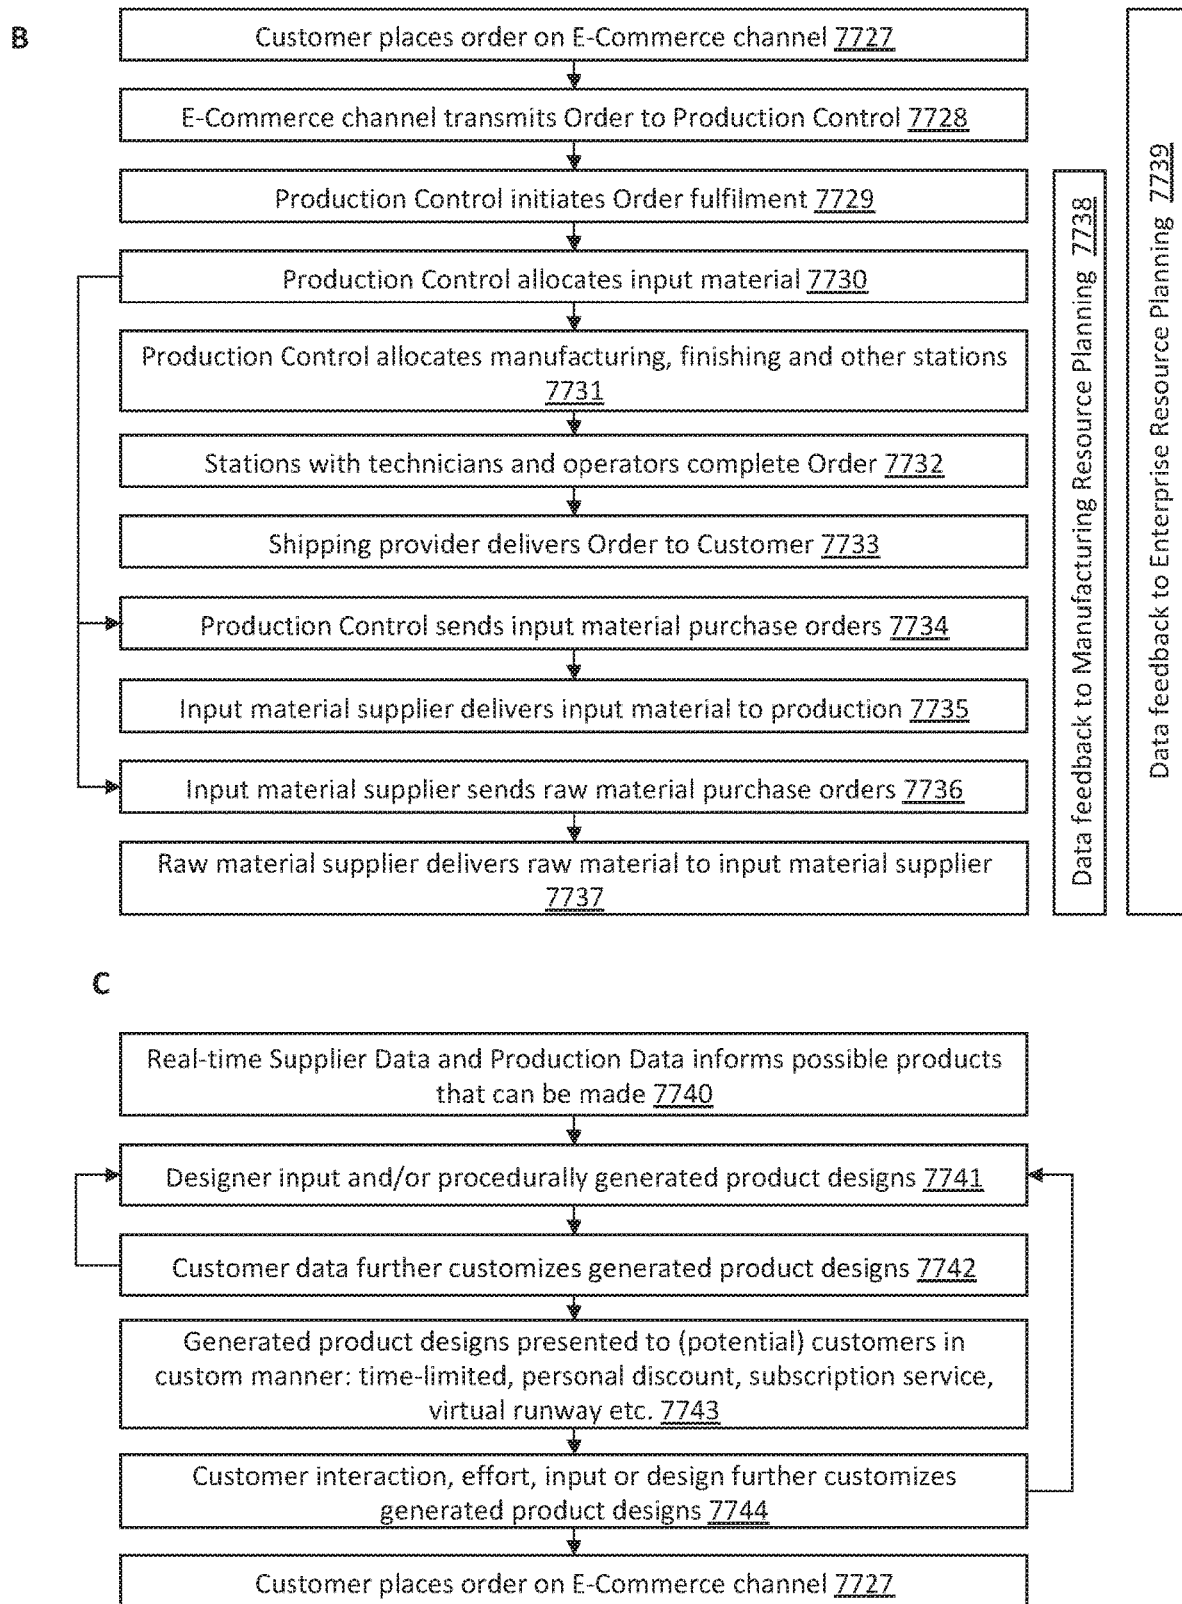 B
Customer places order on E-Commerce channel 7727
E-Commerce channel transmits Order to Production Control 7728
Production Control initiates Order fulfilment 7729
Production Control allocates input material 7730
Production Control allocates manufacturing, finishing and other stations
7731
Stations with technicians and operators complete Order 7732
Shipping provider delivers Order to Customer 7733
Production Control sends input material purchase orders 7734
Input material supplier delivers input material to production 7735
Input material supplier sends raw material purchase orders 7736
Raw material supplier delivers raw material to input material supplier
7737
Data feedback to Manufacturing Resource Planning 7738
Data feedback to Enterprise Resource Planning 7739
C
Real-time Supplier Data and Production Data informs possible products
that can be made 7740
Designer input and/or procedurally generated product designs 7741
Customer data further customizes generated product designs 7742
Generated product designs presented to (potential) customers in
custom manner: time-limited, personal discount, subscription service,
virtual runway etc. 7743
Customer interaction, effort, input or design further customizes
generated product designs 7744
Customer places order on E-Commerce channel 7727